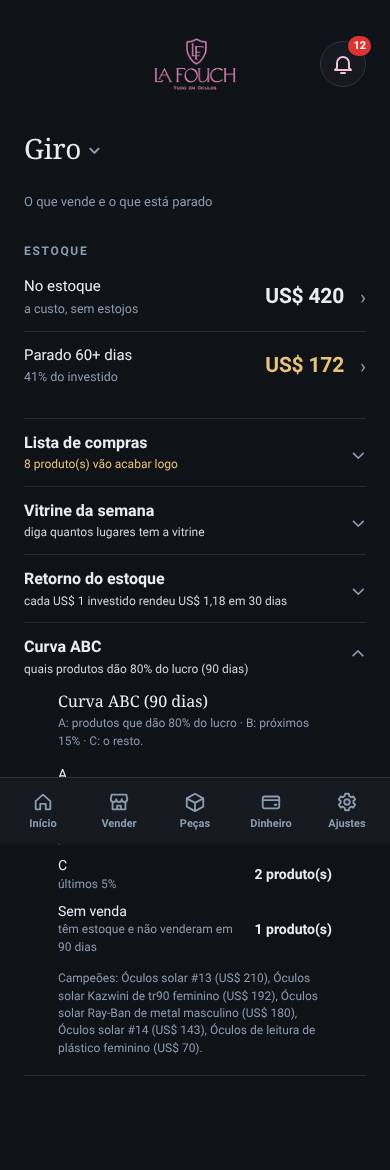 12
LF
LA FOUCH
Tudo em Óculos
Giro
O que vende e o que está parado
ESTOQUE
No estoque
a custo, sem estojos
US$ 420
Parado 60+ dias
41% do investido
US$ 172
Lista de compras
8 produto(s) vão acabar logo
Vitrine da semana
diga quantos lugares tem a vitrine
Retorno do estoque
cada US$ 1 investido rendeu US$ 1,18 em 30 dias
Curva ABC
quais produtos dão 80% do lucro (90 dias)
Curva ABC (90 dias)
A: produtos que dão 80% do lucro · B: próximos
15% · C: o resto.
A
Início
Vender
Peças
Dinheiro
Ajustes
C
últimos 5%
2 produto(s)
Sem venda
têm estoque e não venderam em
90 dias
1 produto(s)
Campeões: Óculos solar #13 (US$ 210), Óculos
solar Kazwini de tr90 feminino (US$ 192), Óculos
solar Ray-Ban de metal masculino (US$ 180),
Óculos solar #14 (US$ 143), Óculos de leitura de
plástico feminino (US$ 70).